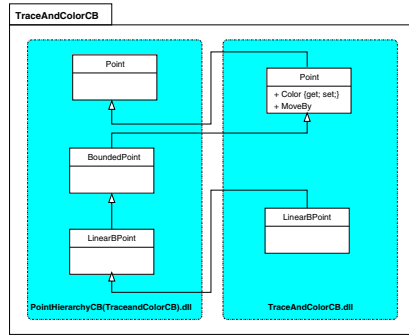 TraceAndColorCB
Point
BoundedPoint
LinearBPoint
PointHierarchyCB(TraceandColorCB).dll
Point
+ Color {get; set;}
+ MoveBy
LinearBPoint
TraceAndColorCB.dll